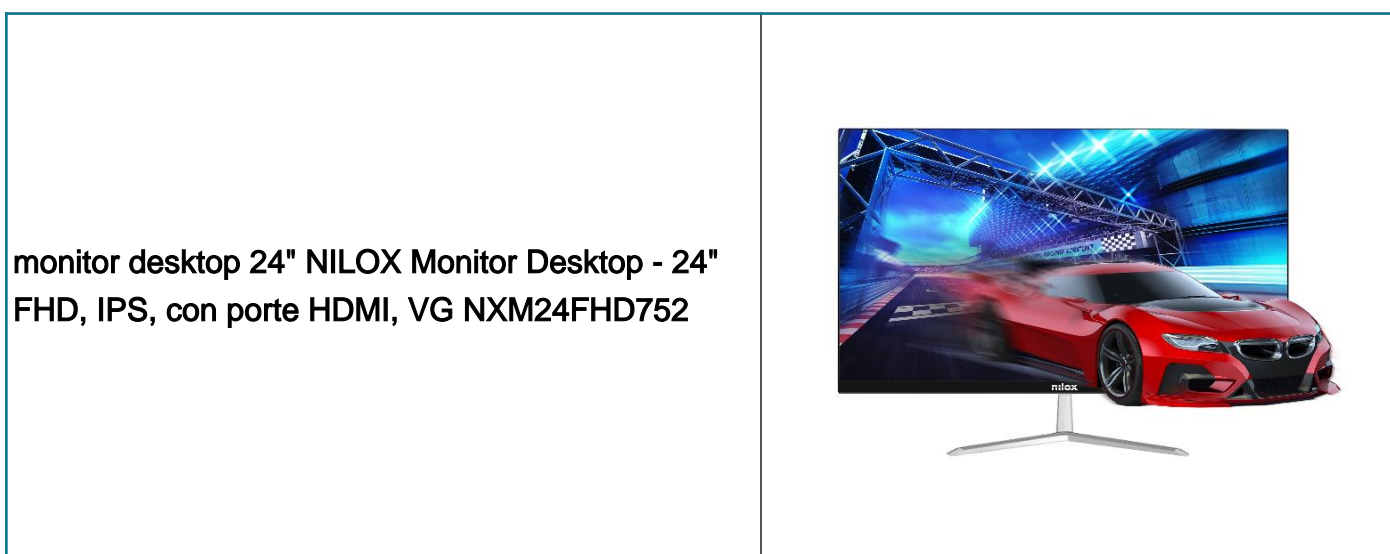 monitor desktop 24" NILOX Monitor Desktop - 24"
FHD, IPS, con porte HDMI, VG NXM24FHD752
nilox